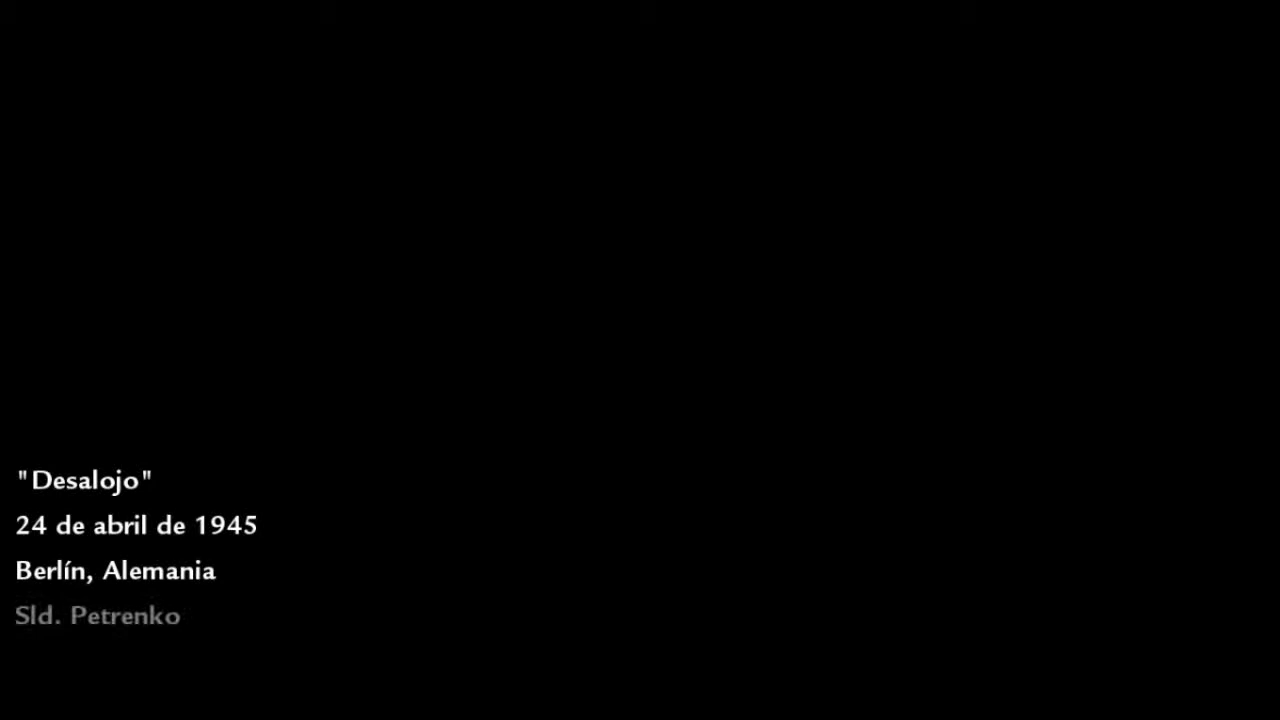 "Desalojo"
24 de abril de 1945
Berlín, Alemania
Sld. Petrenko